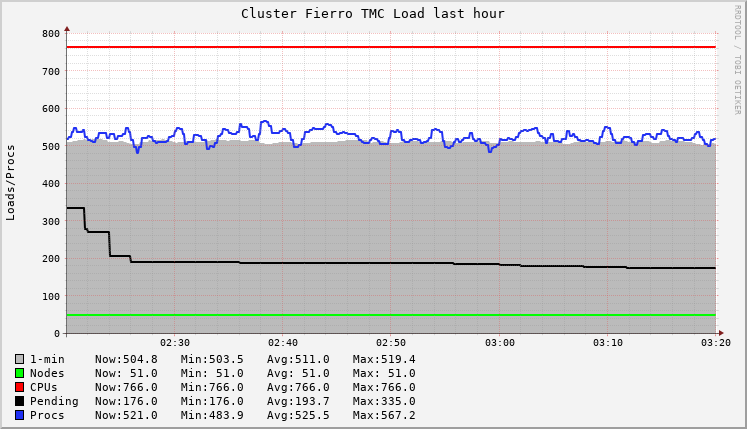 Cluster Fierro TMC Load last hour
RRDTOOL / TOBI OETIKER
Loads/Procs
800
700
600
500
400
300
200
100
0
02:30 02:40 02:50 03:00 03:10 03:20
1-min Now:504.8 Min:503.5 Avg:511.0 Max:519.4
Nodes Now: 51.0 Min: 51.0 Avg: 51.0 Max: 51.0
CPUs Now:766.0 Min:766.0 Avg:766.0 Max:766.0
Pending Now:176.0 Min:176.0 Avg:193.7 Max:335.0
Procs Now:521.0 Min:483.9 Avg:525.5 Max:567.2